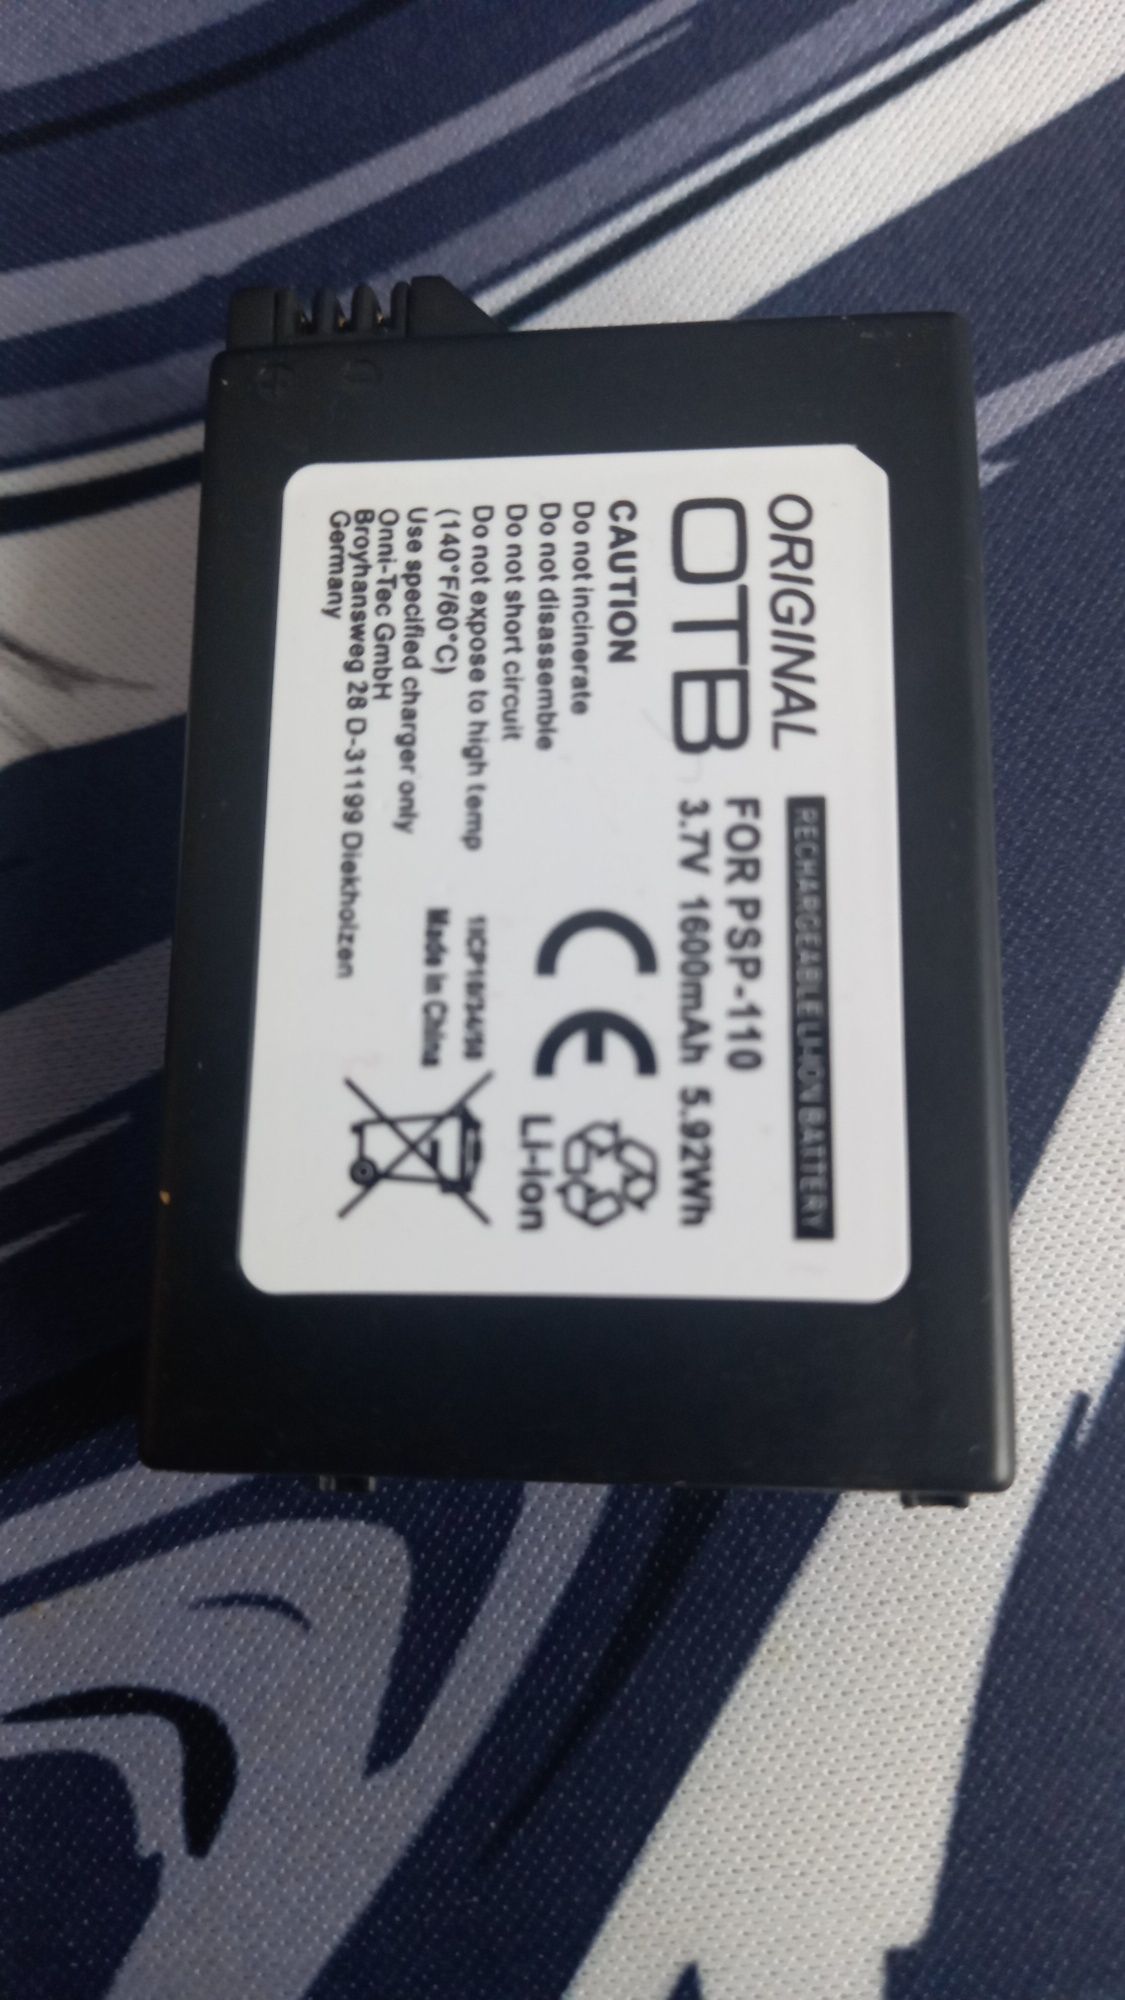 ORIGINAL
OTB
RECHARGEABLE LI-ION BATTERY
FOR PSP-110
3.7V 1600mAh 5.92Wh
CAUTION
Do not incinerate
Do not disassemble
Do not short circuit
Do not expose to high temp
(140°F/60°C)
Use specified charger only
Onni-Tec GmbH
Broyhansweg 28 D-31199 Diekholzen
Germany
CE
Li-Ion
Made in China
+ -